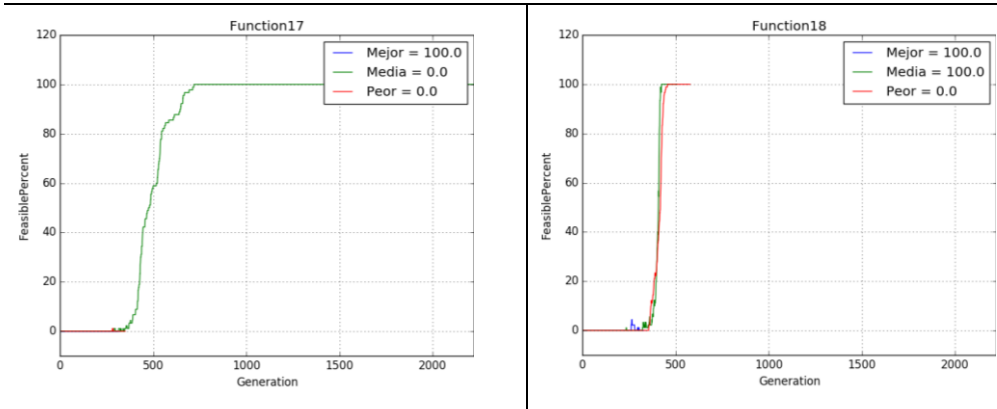 Function17
120
100
80
60
40
20
0
FeasiblePercent
Mejor = 100.0
Media = 0.0
Peor = 0.0
0
500
1000
1500
2000
Generation
Function18
120
100
80
60
40
20
0
FeasiblePercent
Mejor = 100.0
Media = 100.0
Peor = 0.0
0
500
1000
1500
2000
Generation